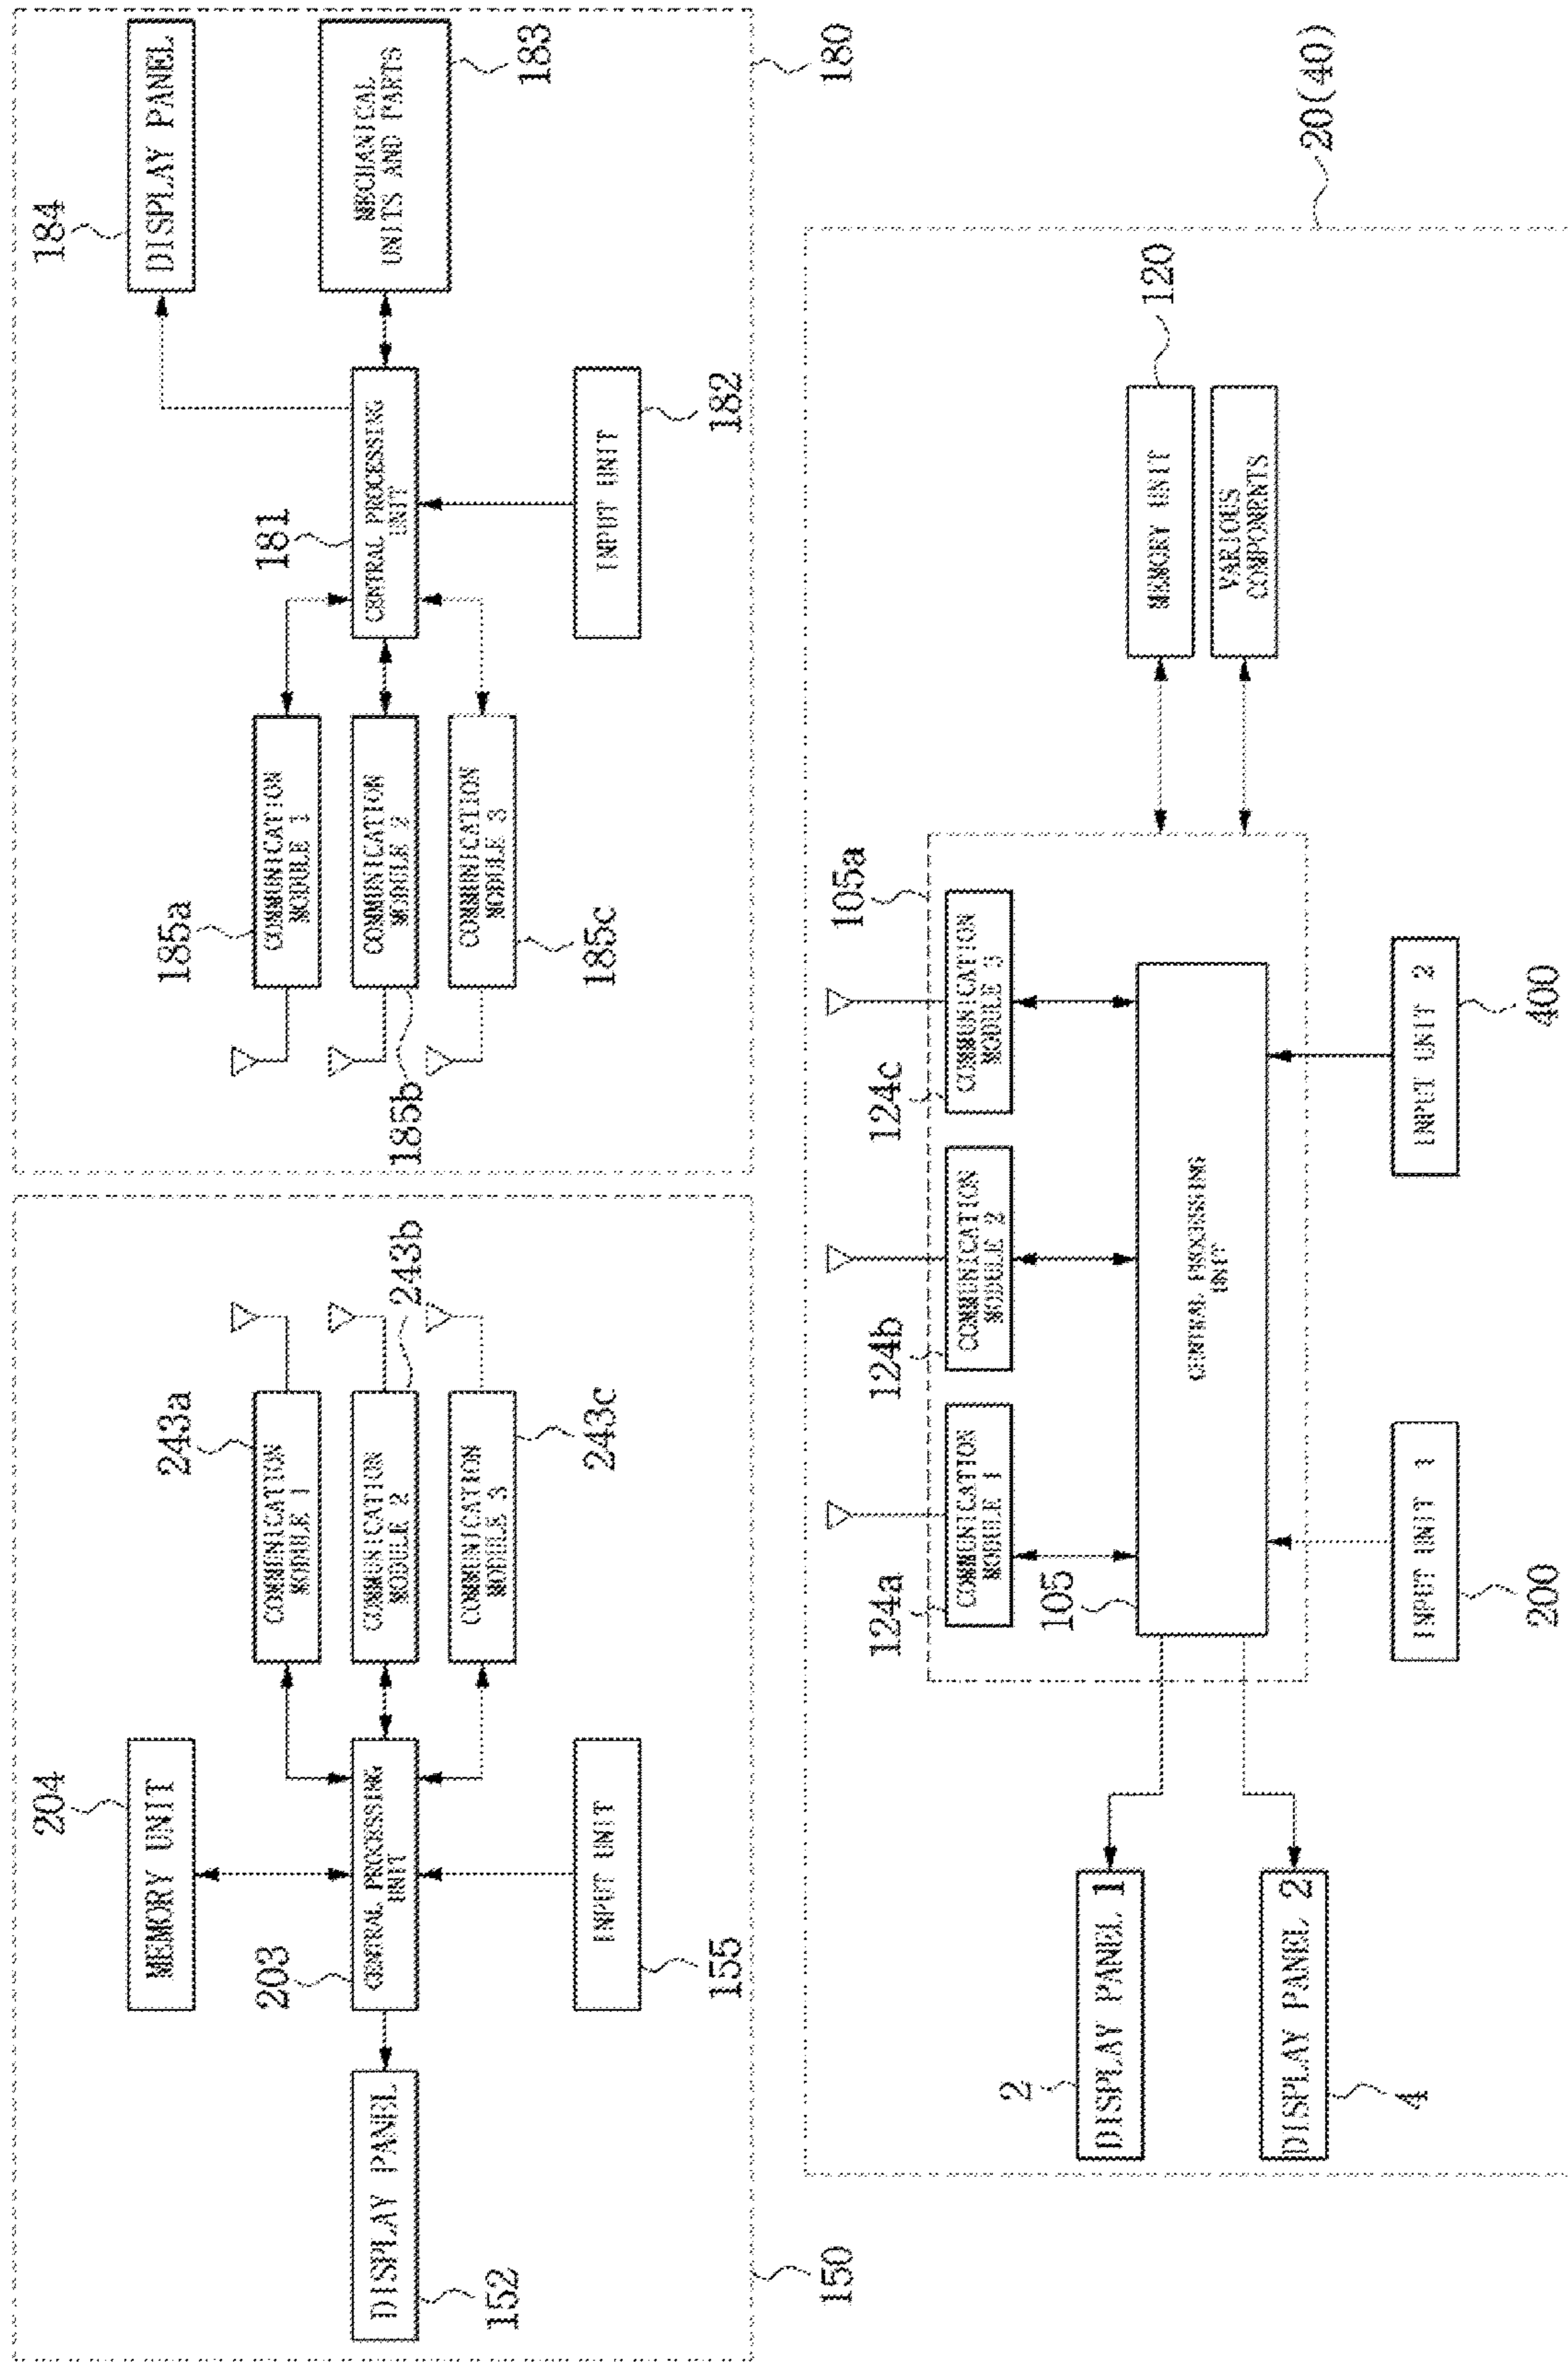 204
MEMORY UNIT
203
CENTRAL PROCESSING
UNIT
152
DISPLAY PANEL
INPUT UNIT
155
243a
COMMUNICATION
MODULE 1
COMMUNICATION
MODULE 2
243b
COMMUNICATION
MODULE 3
243c
150
184
DISPLAY PANEL
185a
COMMUNICATION
MODULE 1
COMMUNICATION
MODULE 2
185b
COMMUNICATION
MODULE 3
185c
181
CENTRAL PROCESSING
UNIT
MECHANICAL
UNITS AND PARTS
183
INPUT UNIT
182
180
2
DISPLAY PANEL 1
DISPLAY PANEL 2
4
124a
COMMUNICATION
MODULE 1
124b
COMMUNICATION
MODULE 2
124c
COMMUNICATION
MODULE 3
105a
105
CENTRAL PROCESSING
UNIT
120
MEMORY UNIT
VARIOUS
COMPONENTS
INPUT UNIT 1
200
INPUT UNIT 2
400
20(40)